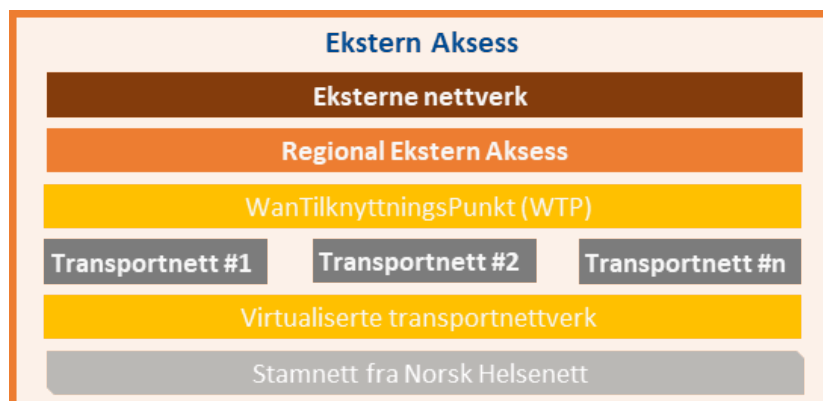 Ekstern Aksess
Eksterne nettverk
Regional Ekstern Aksess
WanTilknyttningsPunkt (WTP)
Transportnett #1 Transportnett #2 Transportnett #n
Virtualiserte transportnettverk
Stamnett fra Norsk Helsenett